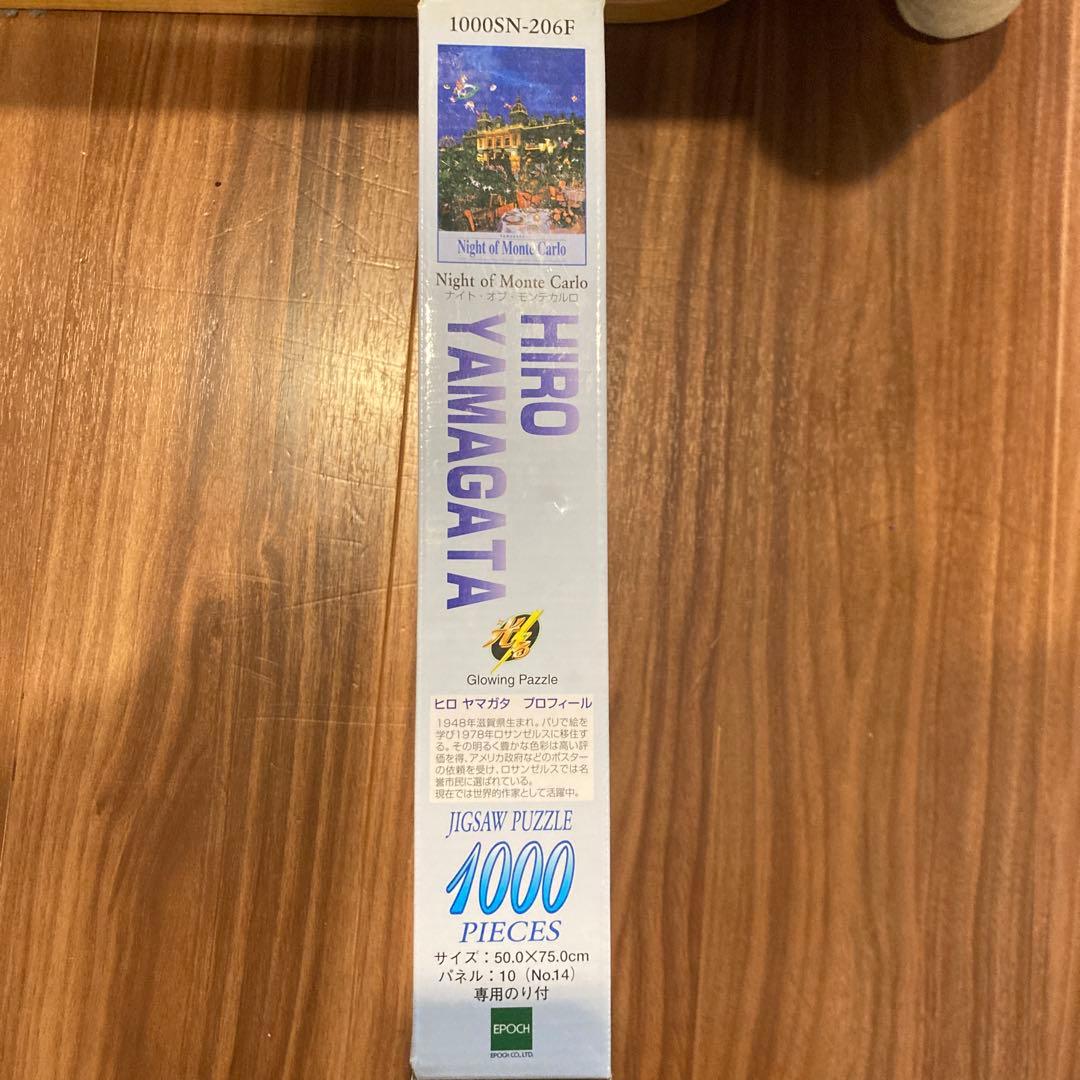 1000SN-206F
Night of Monte Carlo
Night of Monte Carlo
ナイト・オブ・モンテカルロ
HIRO
YAMAGATA
光る
Glowing Pazzle
ヒロ ヤマガタ プロフィール
1948年滋賀県生まれ。パリで絵を
学び1978年ロサンゼルスに移住す
る。その明るく豊かな色彩は高い評
価を得、アメリカ政府などのポスター
の依頼を受け、ロサンゼルスでは名
誉市民に選ばれている。
現在では世界的作家として活躍中。
JIGSAW PUZZLE
1000
PIECES
サイズ：50.0×75.0cm
パネル：10（No.14）
専用のり付
EPOCH
EPOCH CO., LTD.